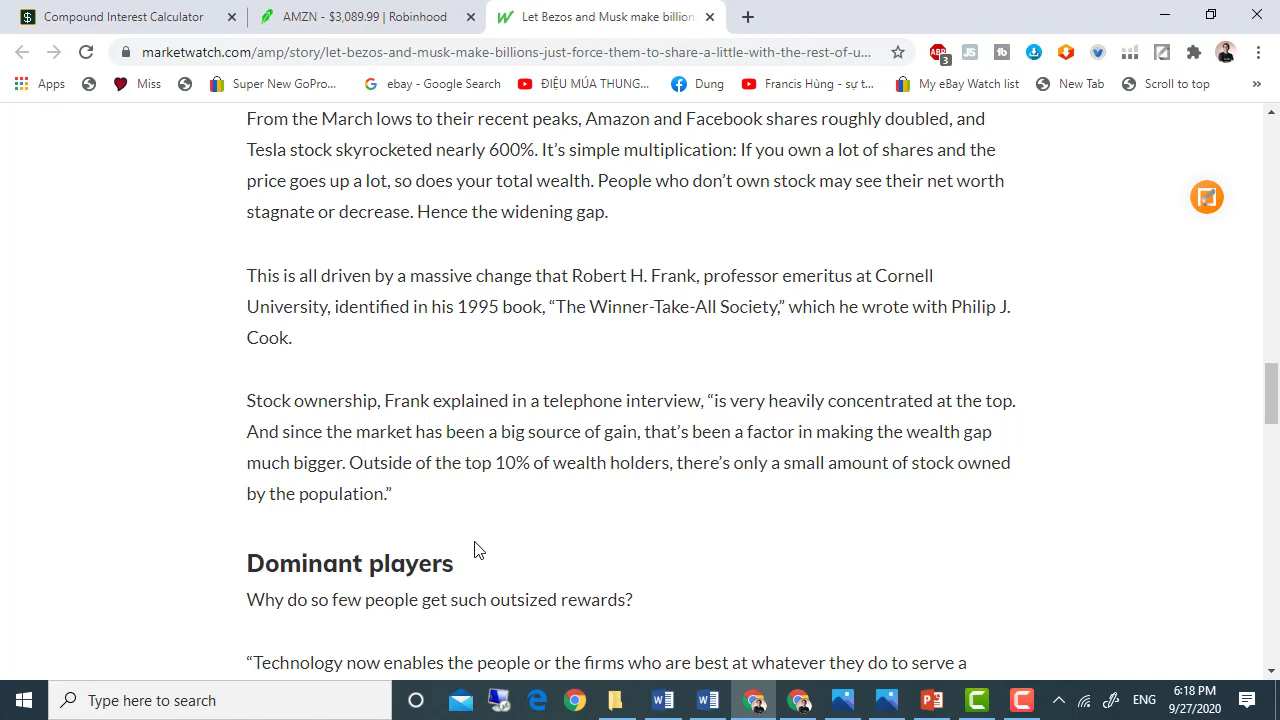 Compound Interest Calculator
AMZN - $3,089.99 | Robinhood
Let Bezos and Musk make billion
marketwatch.com/amp/story/let-bezos-and-musk-make-billions-just-force-them-to-share-a-little-with-the-rest-of-u...
ABP
3
JS
tb
Apps
Miss
Super New GoPro...
ebay - Google Search
ĐIỆU MÚA THUNG...
Dung
Francis Hùng - sự t...
My eBay Watch list
New Tab
Scroll to top
»
From the March lows to their recent peaks, Amazon and Facebook shares roughly doubled, and
Tesla stock skyrocketed nearly 600%. It’s simple multiplication: If you own a lot of shares and the
price goes up a lot, so does your total wealth. People who don’t own stock may see their net worth
stagnate or decrease. Hence the widening gap.
This is all driven by a massive change that Robert H. Frank, professor emeritus at Cornell
University, identified in his 1995 book, “The Winner-Take-All Society,” which he wrote with Philip J.
Cook.
Stock ownership, Frank explained in a telephone interview, “is very heavily concentrated at the top.
And since the market has been a big source of gain, that’s been a factor in making the wealth gap
much bigger. Outside of the top 10% of wealth holders, there’s only a small amount of stock owned
by the population.”
Dominant players
Why do so few people get such outsized rewards?
“Technology now enables the people or the firms who are best at whatever they do to serve a
Type here to search
ENG
6:18 PM
9/27/2020